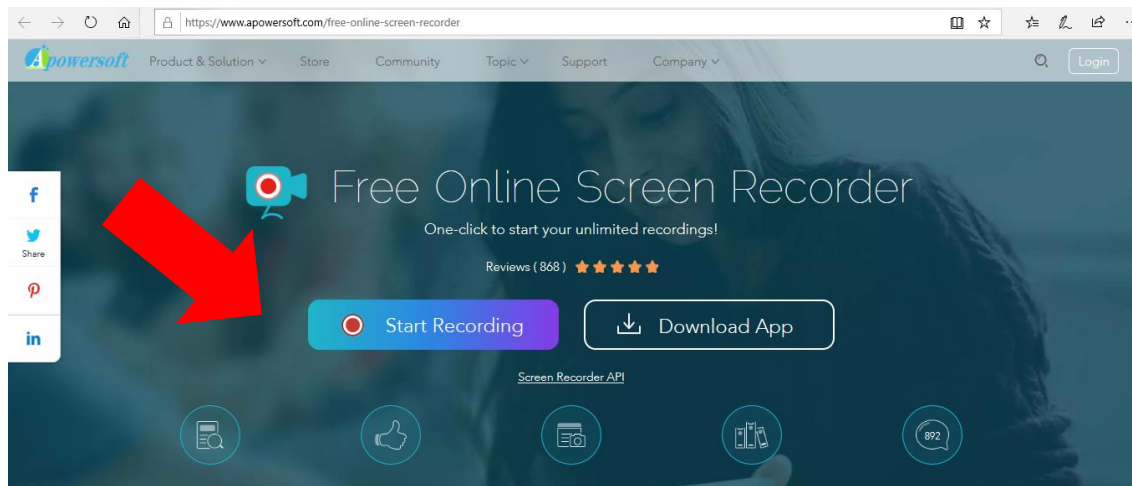 https://www.apowersoft.com/free-online-screen-recorder
Apowersoft Product & Solution Store Community Topic Support Company Login
Free Online Screen Recorder
One-click to start your unlimited recordings!
Share
Reviews ( 868 )
Start Recording Download App
in
Screen Recorder API
892